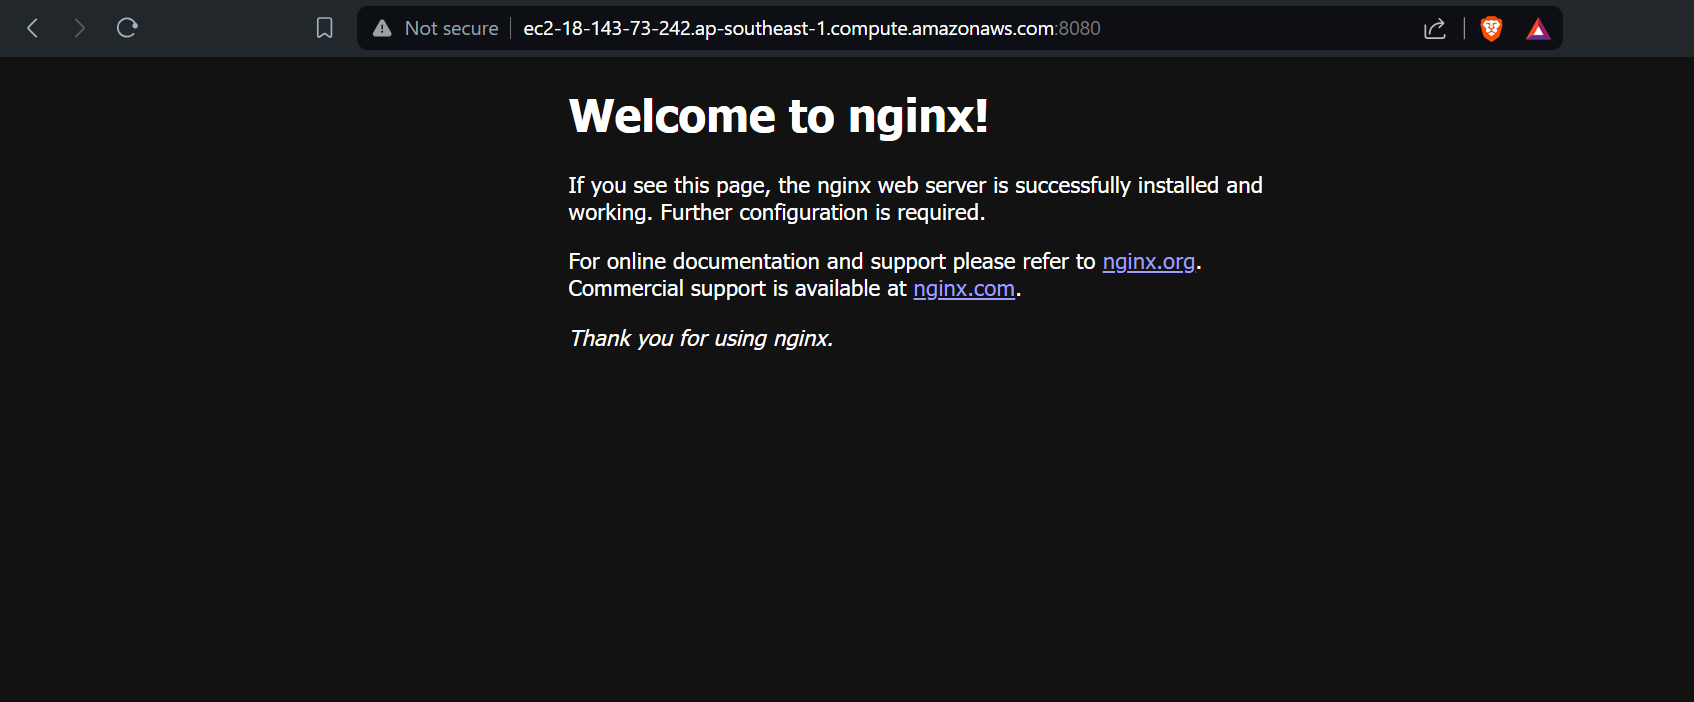 Not secure ec2-18-143-73-242.ap-southeast-1.compute.amazonaws.com:8080
Welcome to nginx!
If you see this page, the nginx web server is successfully installed and
working. Further configuration is required.
For online documentation and support please refer to nginx.org.
Commercial support is available at nginx.com.
Thank you for using nginx.